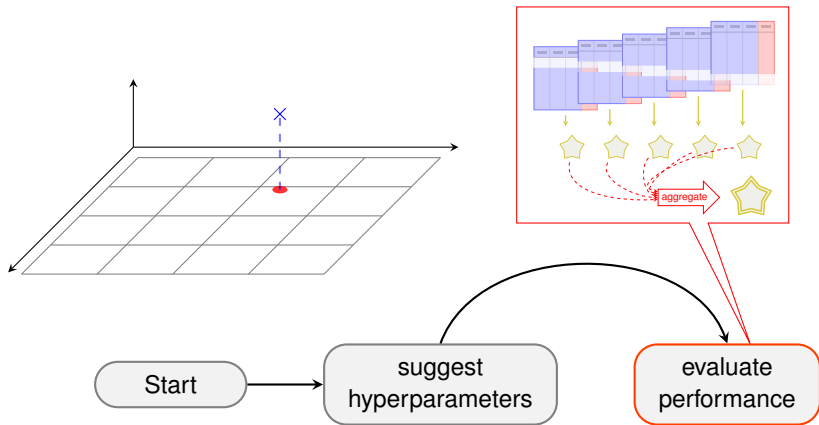 aggregate
Start
suggest
hyperparameters
evaluate
performance